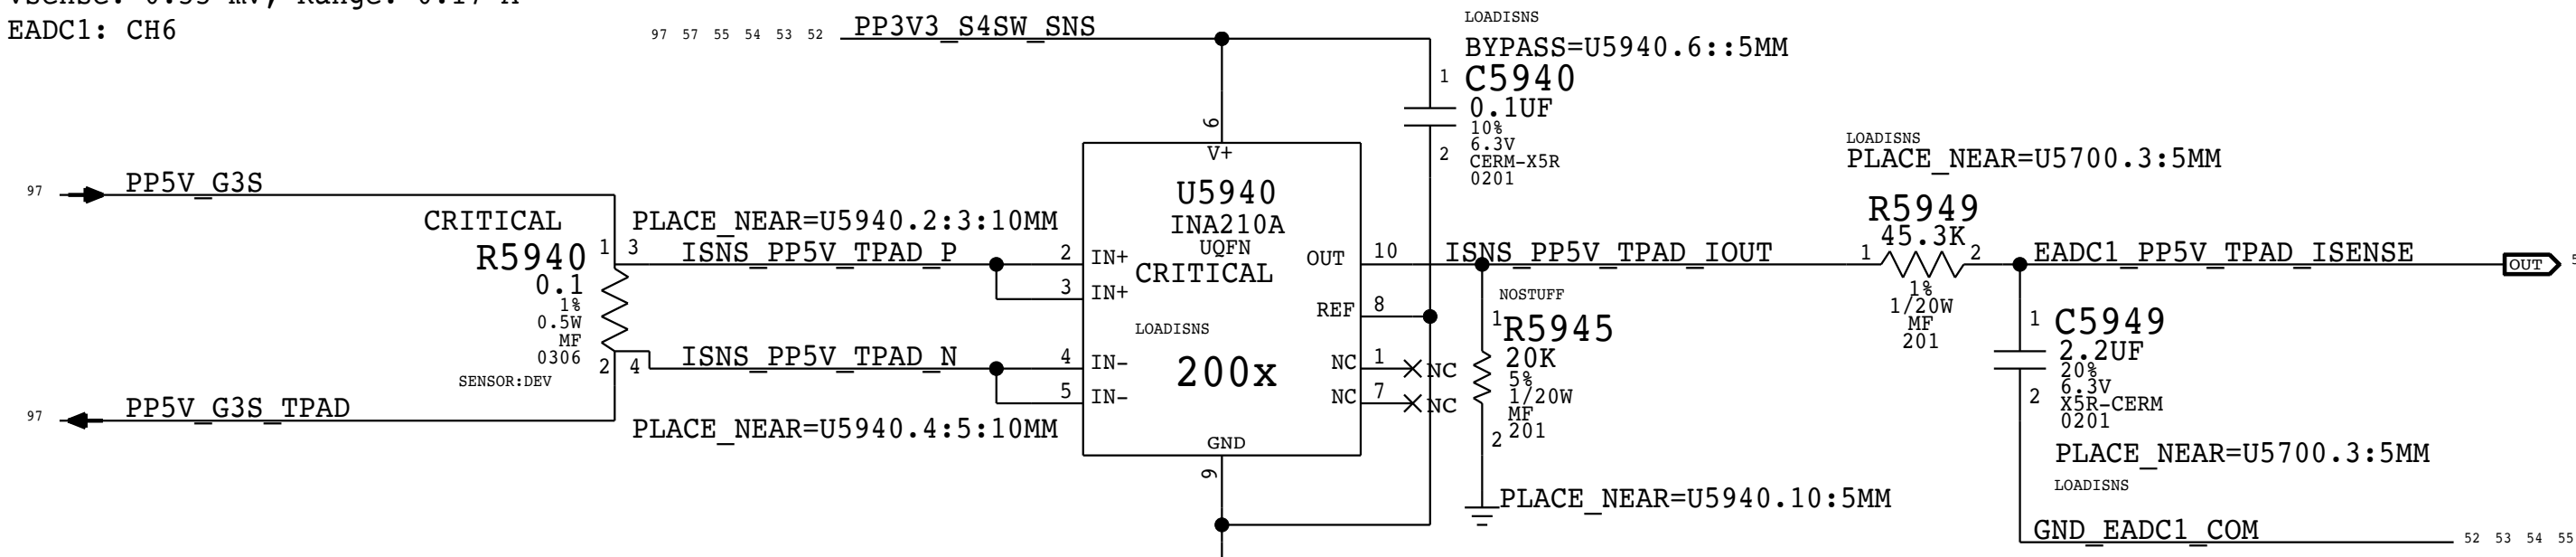 EADC1: CH6
97 57 55 54 53 52 PP3V3_S4SW_SNS
LOADISNS
BYPASS=U5940.6::5MM
1
C5940
0.1UF
10%
6.3V
CERM-X5R
0201
2
6
V+
97 PP5V_G3S
CRITICAL
R5940
0.1
1%
0.5W
MF
0306
SENSOR:DEV
1 3
2 4
97 PP5V_G3S_TPAD
PLACE_NEAR=U5940.2:3:10MM
ISNS_PP5V_TPAD_P
ISNS_PP5V_TPAD_N
PLACE_NEAR=U5940.4:5:10MM
2 IN+
3 IN+
4 IN-
5 IN-
U5940
INA210A
UQFN
CRITICAL
LOADISNS
200x
GND
9
OUT 10
REF 8
NC 1 NC
NC 7 NC
ISNS_PP5V_TPAD_IOUT
NOSTUFF
1
R5945
20K
5%
1/20W
MF
201
2
PLACE_NEAR=U5940.10:5MM
LOADISNS
PLACE_NEAR=U5700.3:5MM
R5949
45.3K
1 2
1%
1/20W
MF
201
EADC1_PP5V_TPAD_ISENSE
OUT
1
C5949
2.2UF
20%
6.3V
X5R-CERM
0201
2
PLACE_NEAR=U5700.3:5MM
LOADISNS
GND_EADC1_COM 52 53 54 55